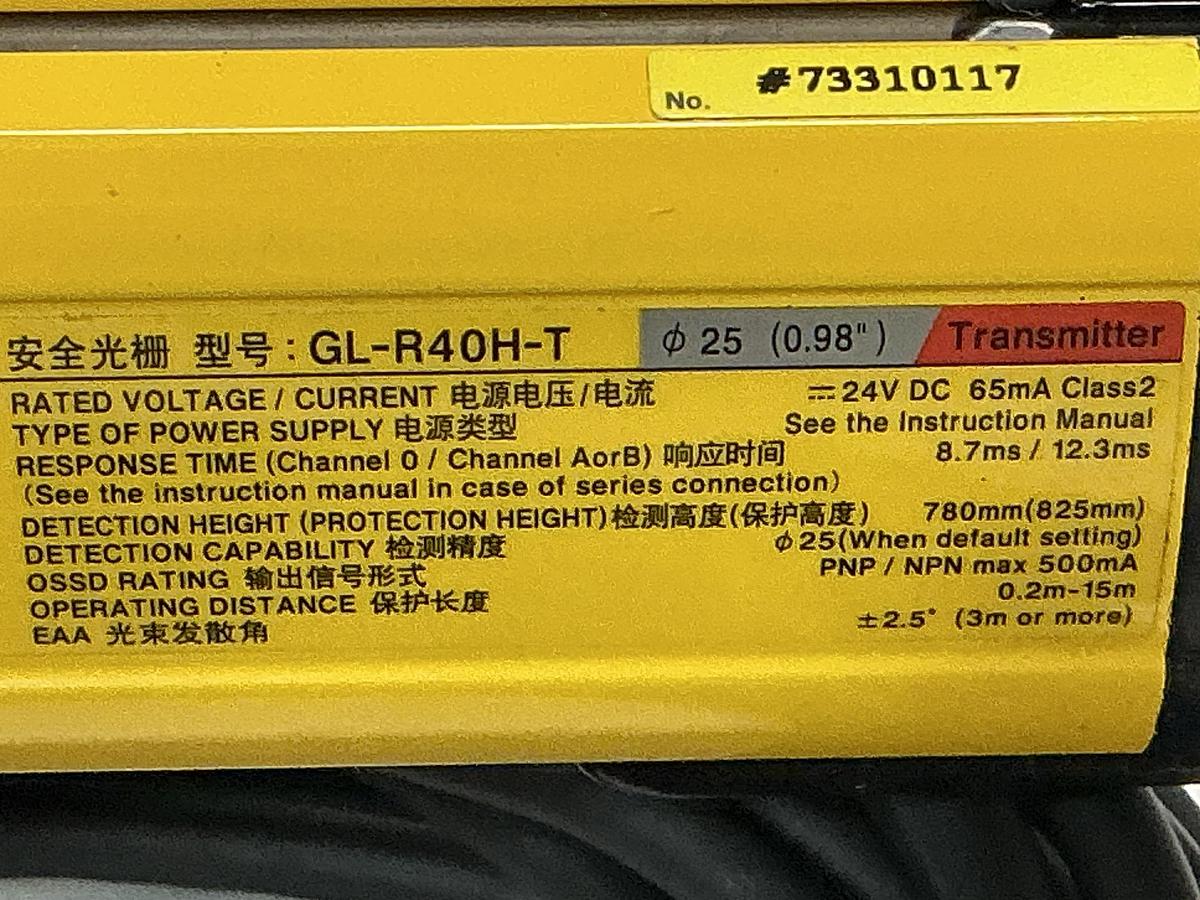 No. #73310117
安全光栅 型号：GL-R40H-T ϕ 25 (0.98") Transmitter
RATED VOLTAGE / CURRENT 电源电压/电流 ⎓ 24V DC 65mA Class2
TYPE OF POWER SUPPLY 电源类型 See the Instruction Manual
RESPONSE TIME (Channel 0 / Channel AorB) 响应时间 8.7ms / 12.3ms
(See the instruction manual in case of series connection)
DETECTION HEIGHT (PROTECTION HEIGHT) 检测高度(保护高度) 780mm(825mm)
DETECTION CAPABILITY 检测精度 ϕ 25(When default setting)
OSSD RATING 输出信号形式 PNP / NPN max 500mA
OPERATING DISTANCE 保护长度 0.2m-15m
EAA 光束发散角 ±2.5° (3m or more)